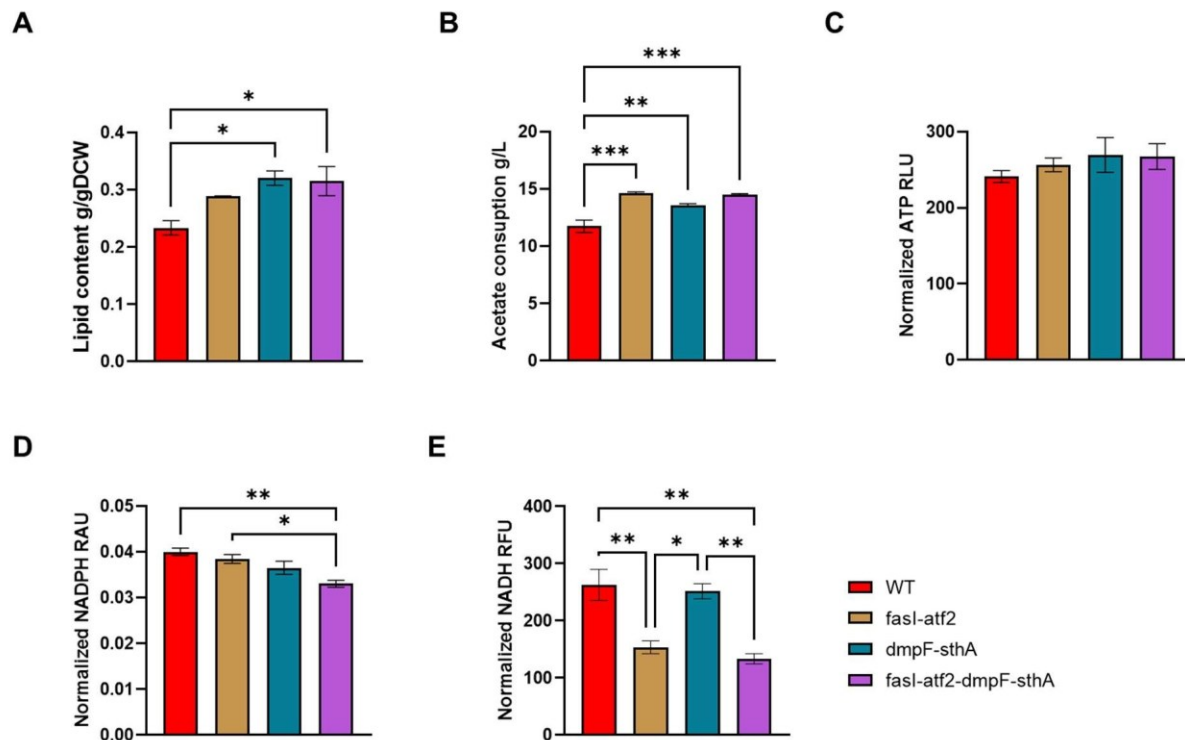 A
Lipid content g/gDCW
0.4
0.3
0.2
0.1
0.0
*
*
B
Acetate consuption g/L
20
15
10
5
0
***
**
***
C
Normalized ATP RLU
300
200
100
0
D
Normalized NADPH RAU
0.05
0.04
0.03
0.02
0.01
0.00
**
*
E
Normalized NADH RFU
400
300
200
100
0
**
** * **
WT
fasI-atf2
dmpF-sthA
fasI-atf2-dmpF-sthA